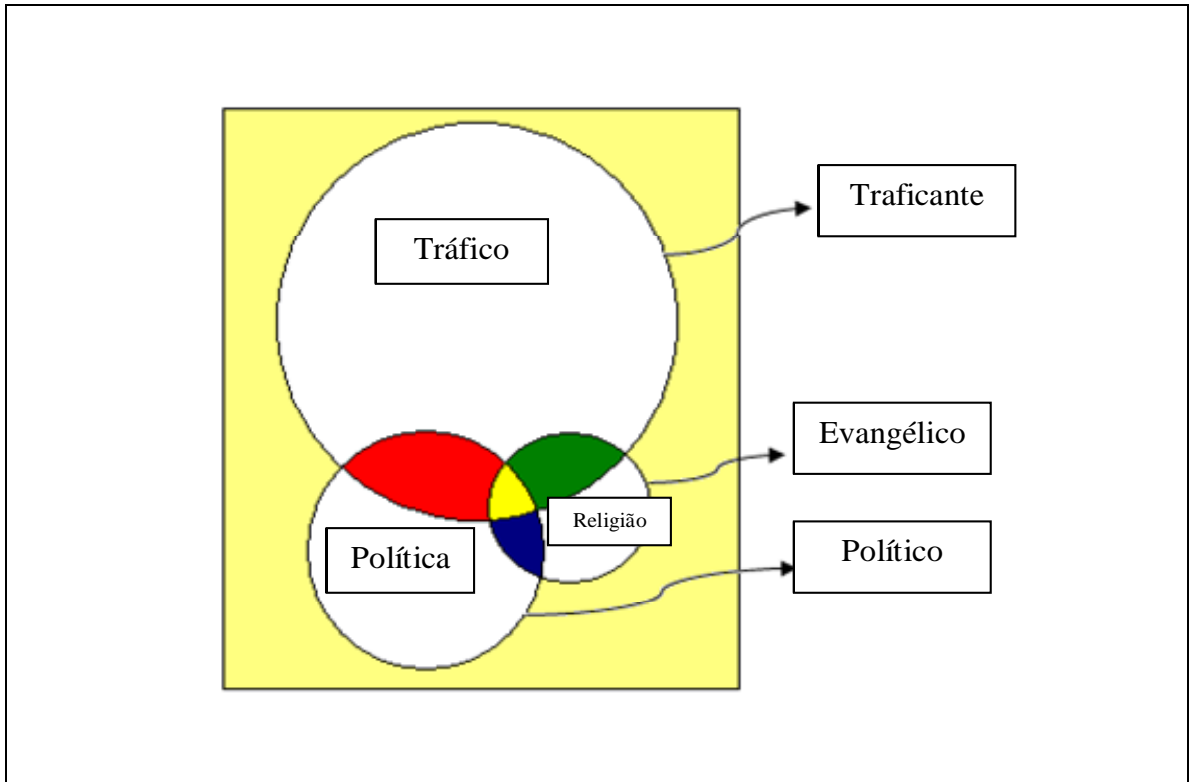 Traficante
Tráfico
Evangélico
Religião
Política
Político